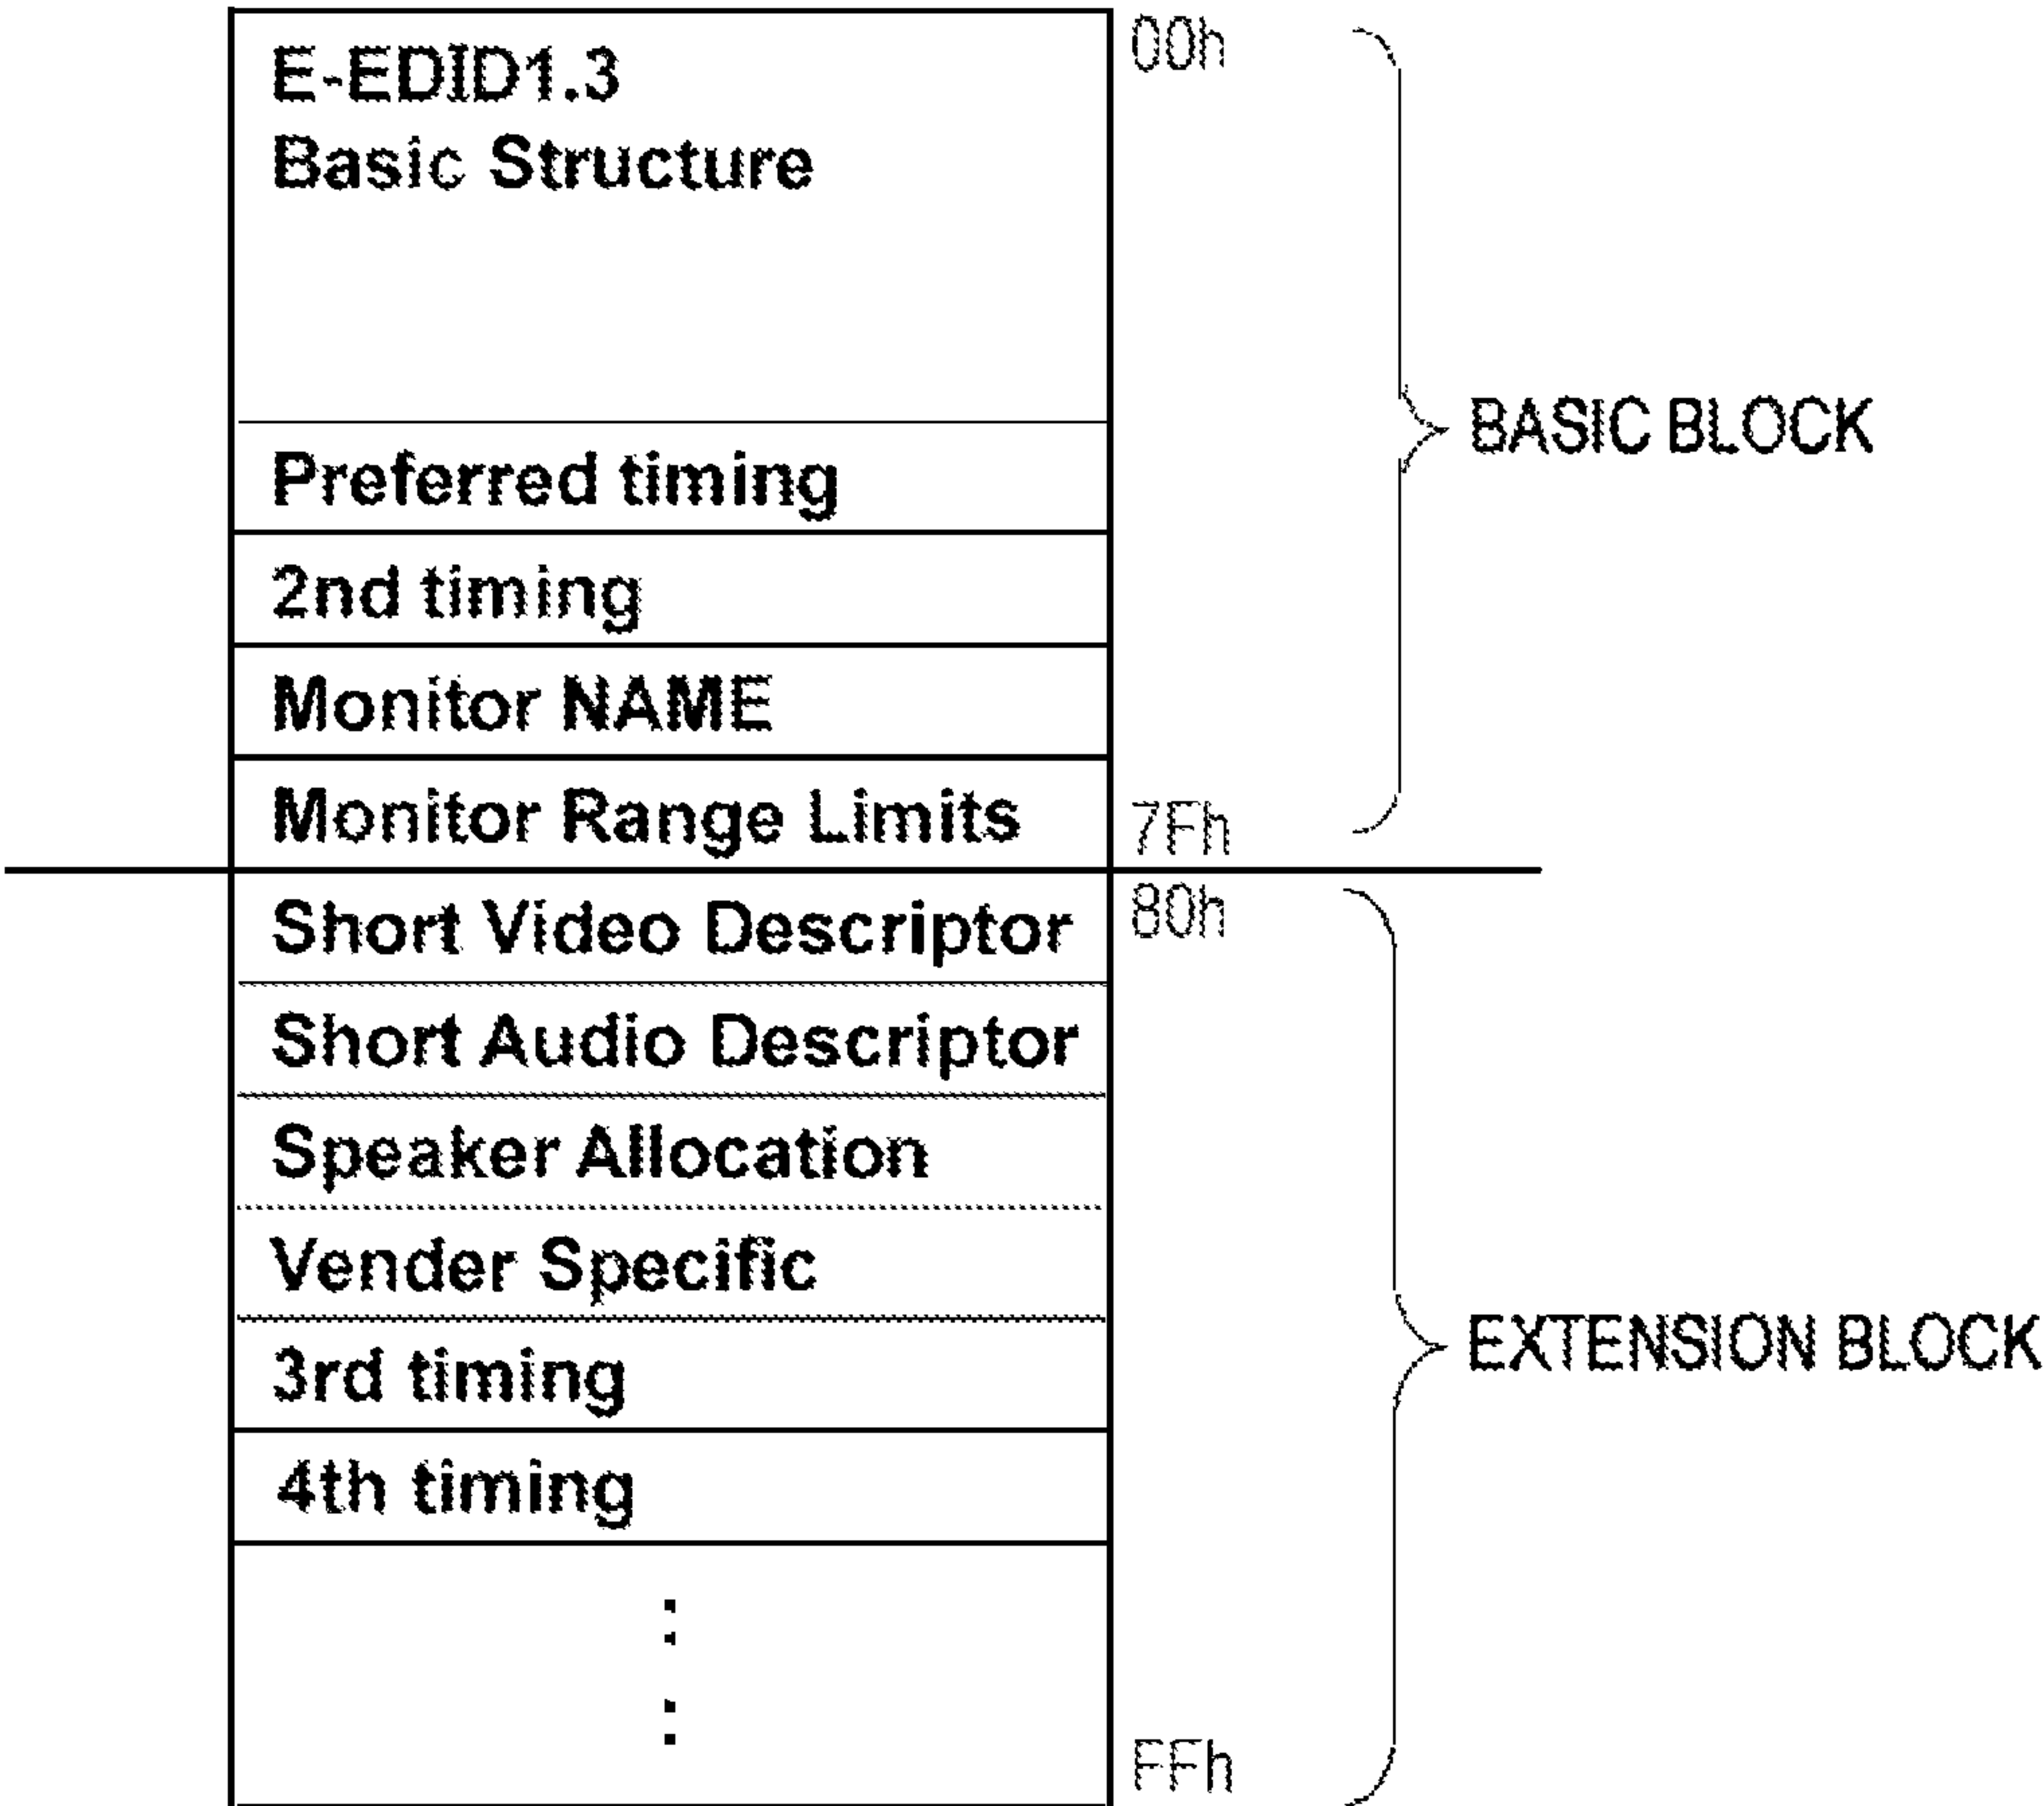 E-EDID1.3
Basic Structure
00h
BASIC BLOCK
Preferred timing
2nd timing
Monitor NAME
Monitor Range Limits
7Fh
Short Video Descriptor
80h
Short Audio Descriptor
Speaker Allocation
Vender Specific
EXTENSION BLOCK
3rd timing
4th timing
:
:
FFh